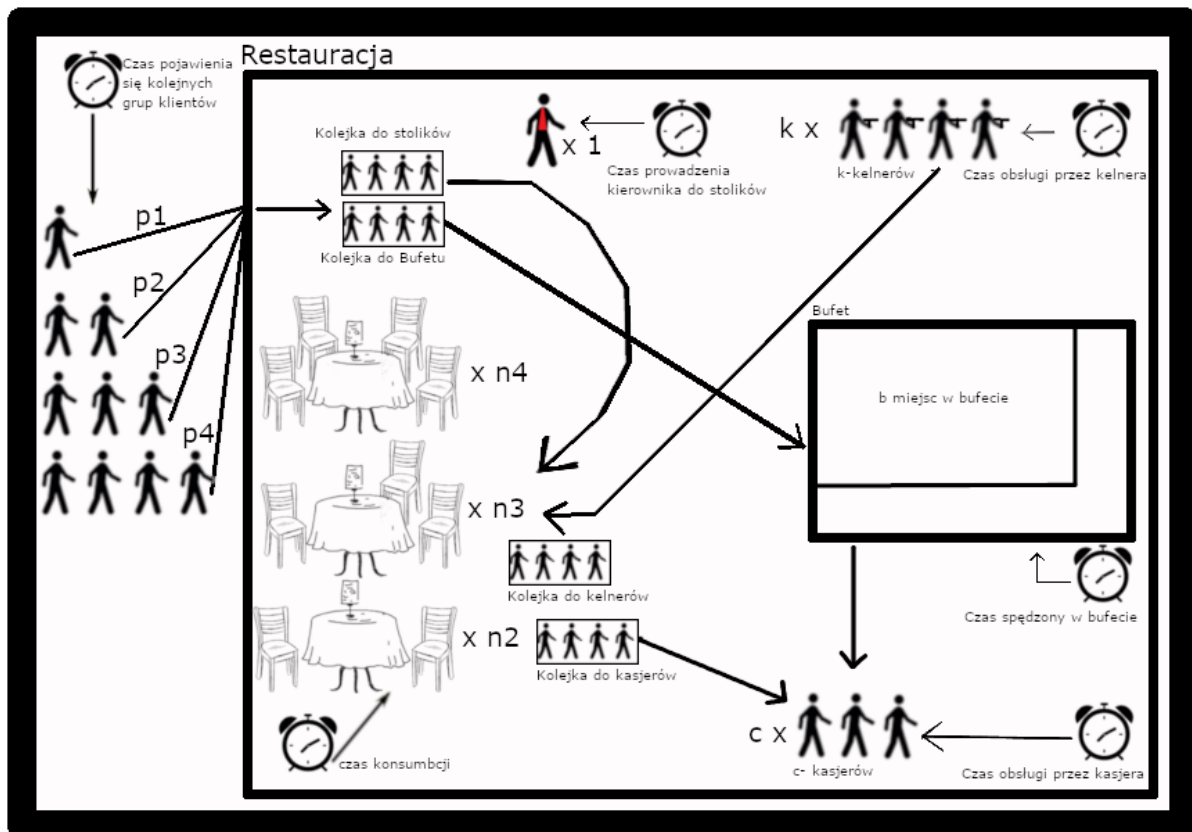 Restauracja
Czas pojawienia
się kolejnych
grup klientów
Kolejka do stolików
x 1
Czas prowadzenia
kierownika do stolików
k x
k-kelnerów
Czas obsługi przez kelnera
p1
p2
p3
p4
Kolejka do Bufetu
Bufet
b miejsc w bufecie
x n4
x n3
Kolejka do kelnerów
x n2
Kolejka do kasjerów
Czas spędzony w bufecie
czas konsumbcji
c x
c- kasjerów
Czas obsługi przez kasjera